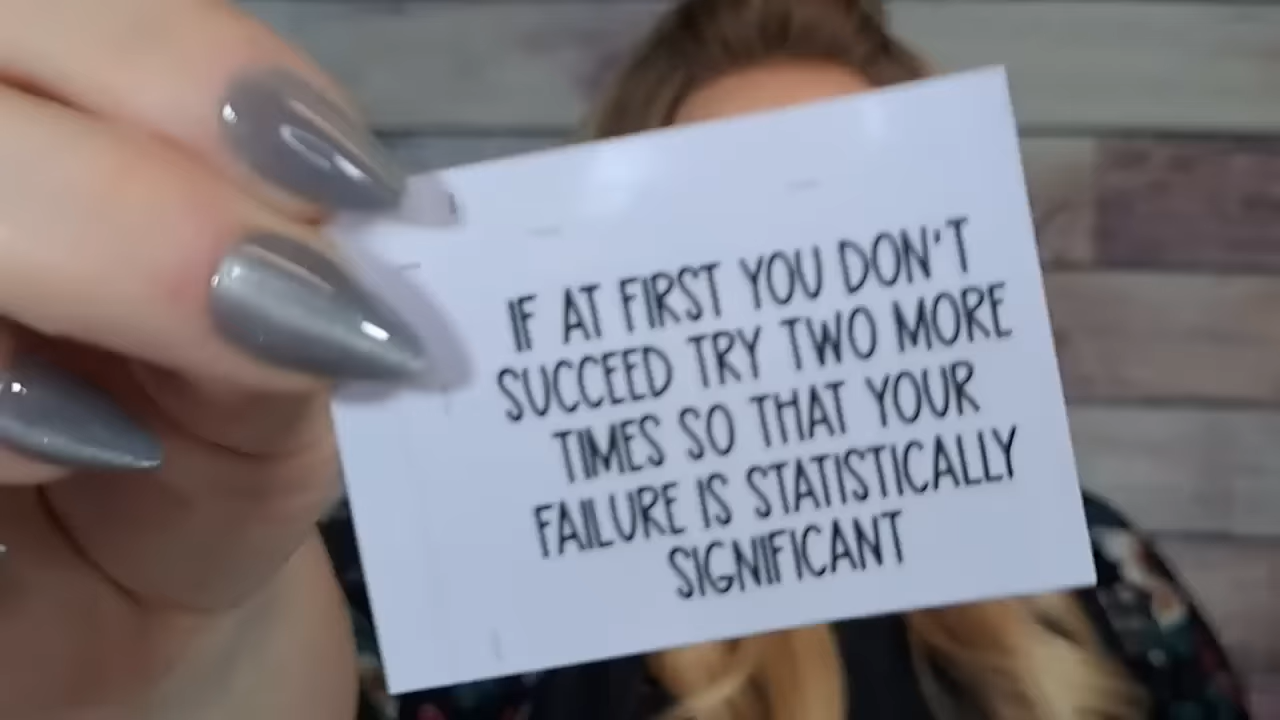 IF AT FIRST YOU DON'T
SUCCEED TRY TWO MORE
TIMES SO THAT YOUR
FAILURE IS STATISTICALLY
SIGNIFICANT